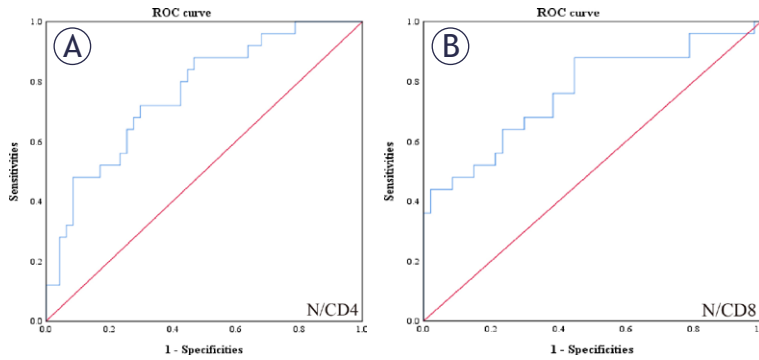 ROC curve
A
Sensitivities
1.0
0.8
0.6
0.4
0.2
0.0
0.0 0.2 0.4 0.6 0.8 1.0
N/CD4
1 - Specificities
ROC curve
B
Sensitivities
1.0
0.8
0.6
0.4
0.2
0.0
0.0 0.2 0.4 0.6 0.8 1.0
N/CD8
1 - Specificities